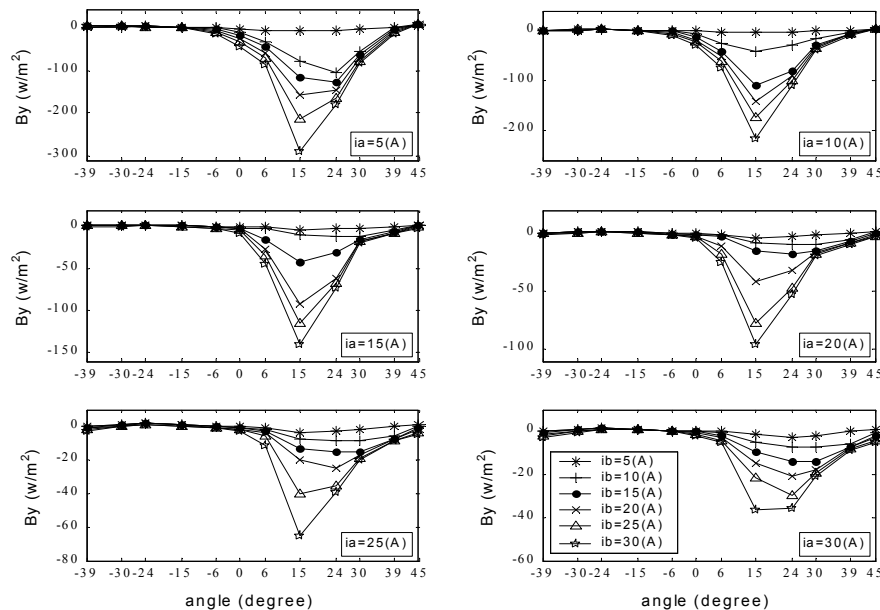 0
-100
-200
-300
By (w/m²)
ia=5(A)
-39 -30 -24 -15 -6 0 6 15 24 30 39 45
0
-100
-200
By (w/m²)
ia=10(A)
-39 -30 -24 -15 -6 0 6 15 24 30 39 45
0
-50
-100
-150
By (w/m²)
ia=15(A)
-39 -30 -24 -15 -6 0 6 15 24 30 39 45
0
-50
-100
By (w/m²)
ia=20(A)
-39 -30 -24 -15 -6 0 6 15 24 30 39 45
0
-20
-40
-60
-80
By (w/m²)
ia=25(A)
-39 -30 -24 -15 -6 0 6 15 24 30 39 45
angle (degree)
0
-20
-40
-60
By (w/m²)
ib=5(A)
ib=10(A)
ib=15(A)
ib=20(A)
ib=25(A)
ib=30(A)
ia=30(A)
-39 -30 -24 -15 -6 0 6 15 24 30 39 45
angle (degree)